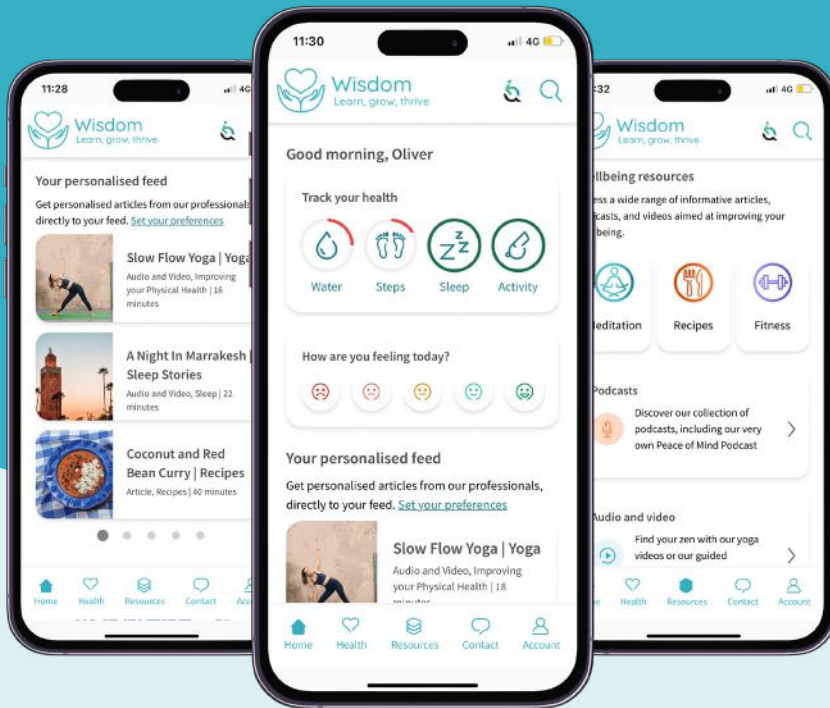 11:28
4G
Wisdom
Learn, grow, thrive
Your personalised feed
Get personalised articles from our professionals
directly to your feed. Set your preferences
Slow Flow Yoga | Yoga
Audio and Video, Improving
your Physical Health | 18
minutes
A Night In Marrakesh |
Sleep Stories
Audio and Video, Sleep | 22
minutes
Coconut and Red
Bean Curry | Recipes
Article, Recipes | 40 minutes
Home Health Resources Contact
11:30
4G
Wisdom
Learn, grow, thrive
Good morning, Oliver
Track your health
Z Z Z
Water Steps Sleep Activity
How are you feeling today?
Your personalised feed
Get personalised articles from our professionals,
directly to your feed. Set your preferences
Slow Flow Yoga | Yoga
Audio and Video, Improving
your Physical Health | 18
minutes
Home Health Resources Contact Account
:32
4G
Wisdom
Learn, grow, thrive
llbeing resources
ess a wide range of informative articles,
casts, and videos aimed at improving your
being.
editation Recipes Fitness
Podcasts
Discover our collection of
podcasts, including our very
own Peace of Mind Podcast
Audio and video
Find your zen with our yoga
videos or our guided
Health Resources Contact Account